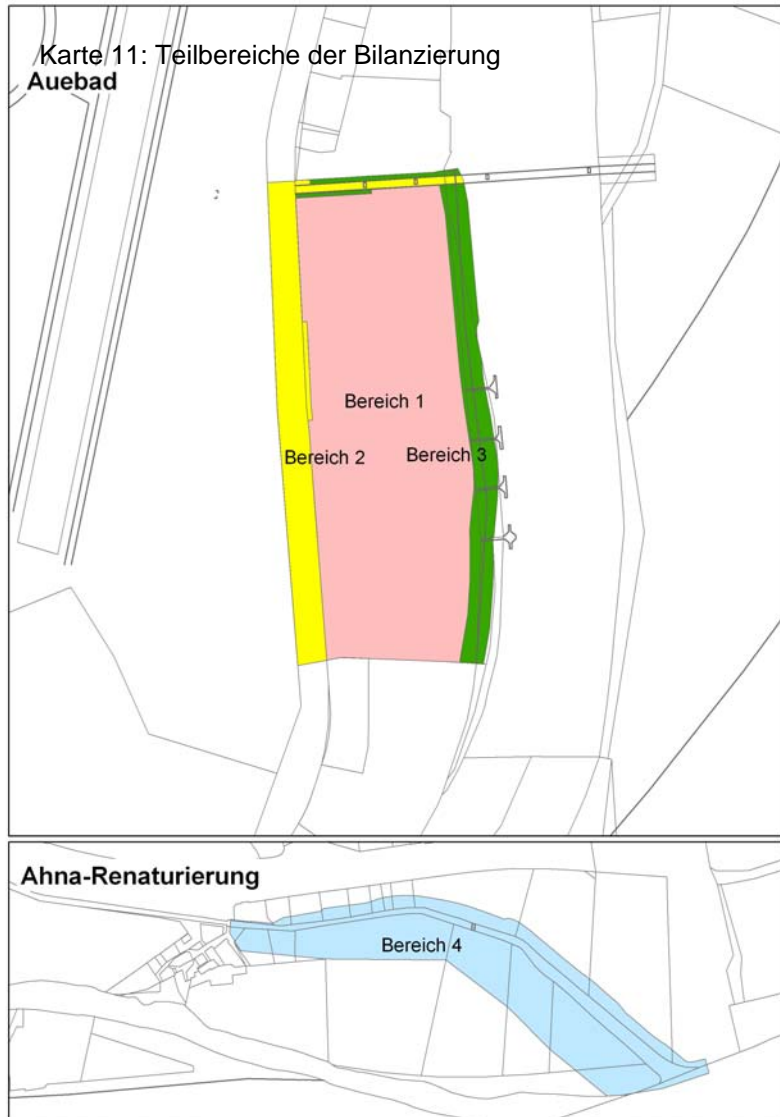 Karte 11: Teilbereiche der Bilanzierung
Auebad
Bereich 1
Bereich 2
Bereich 3
Ahna-Renaturierung
Bereich 4